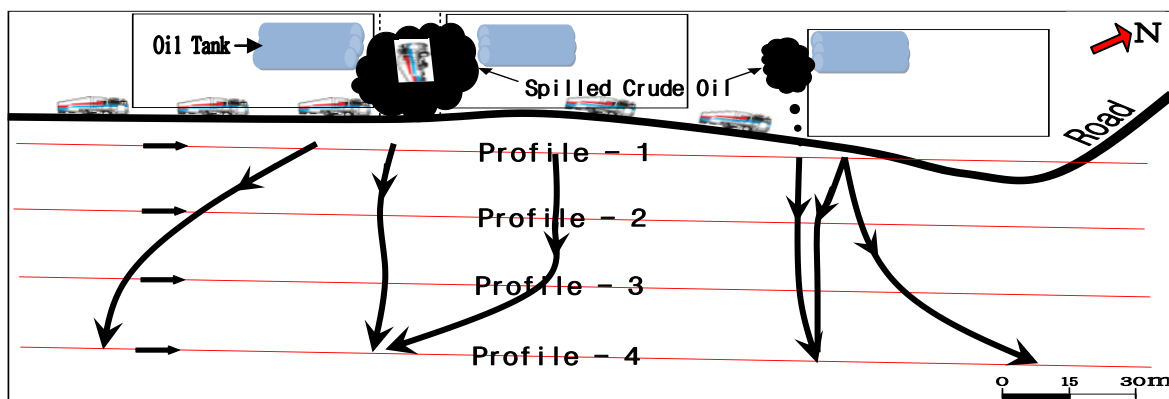 Oil Tank
N
Spilled Crude Oil
Road
Profile - 1
Profile - 2
Profile - 3
Profile - 4
0 15 30m